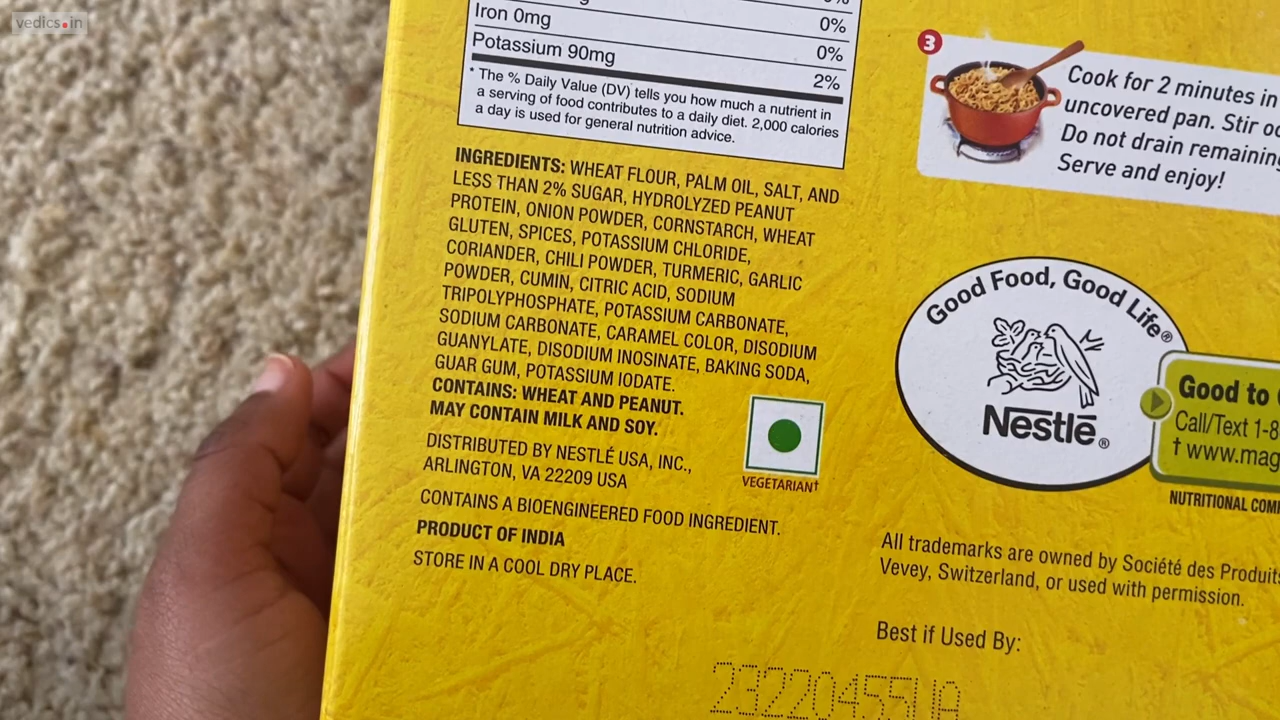 vedics.in
%
Iron 0mg 0%
0%
Potassium 90mg 2%
* The % Daily Value (DV) tells you how much a nutrient in
a serving of food contributes to a daily diet. 2,000 calories
a day is used for general nutrition advice.
INGREDIENTS: WHEAT FLOUR, PALM OIL, SALT, AND
LESS THAN 2% SUGAR, HYDROLYZED PEANUT
PROTEIN, ONION POWDER, CORNSTARCH, WHEAT
GLUTEN, SPICES, POTASSIUM CHLORIDE,
CORIANDER, CHILI POWDER, TURMERIC, GARLIC
POWDER, CUMIN, CITRIC ACID, SODIUM
TRIPOLYPHOSPHATE, POTASSIUM CARBONATE,
SODIUM CARBONATE, CARAMEL COLOR, DISODIUM
GUANYLATE, DISODIUM INOSINATE, BAKING SODA,
GUAR GUM, POTASSIUM IODATE.
CONTAINS: WHEAT AND PEANUT.
MAY CONTAIN MILK AND SOY.
DISTRIBUTED BY NESTLÉ USA, INC.,
ARLINGTON, VA 22209 USA
VEGETARIAN†
CONTAINS A BIOENGINEERED FOOD INGREDIENT.
PRODUCT OF INDIA
STORE IN A COOL DRY PLACE.
3
Cook for 2 minutes in
uncovered pan. Stir oc
Do not drain remaining
Serve and enjoy!
Good Food, Good Life®
Nestlé®
Good to
Call/Text 1-8
† www.mag
NUTRITIONAL COM
All trademarks are owned by Société des Produits
Vevey, Switzerland, or used with permission.
Best if Used By: